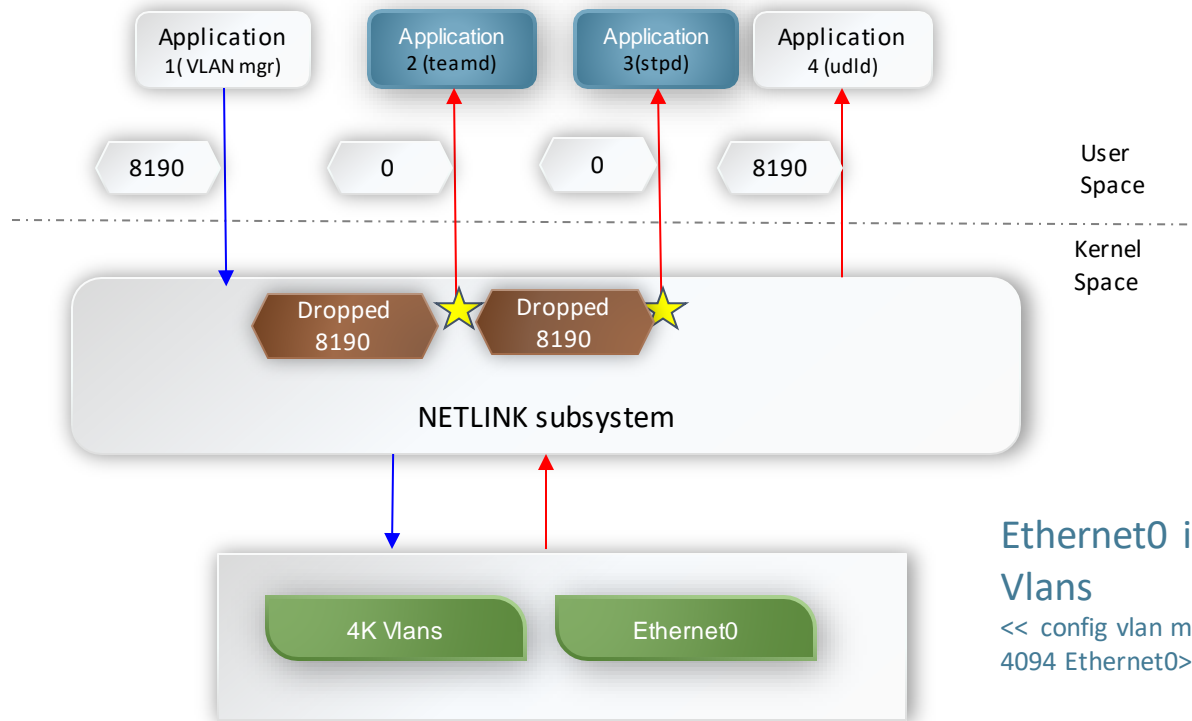 Application
1( VLAN mgr)
Application
2 (teamd)
Application
3(stpd)
Application
4 (udld)
8190
0
0
8190
User
Space
Kernel
Space
Dropped
8190
Dropped
8190
NETLINK subsystem
4K Vlans
Ethernet0
Ethernet0 i
Vlans
<< config vlan m
4094 Ethernet0>